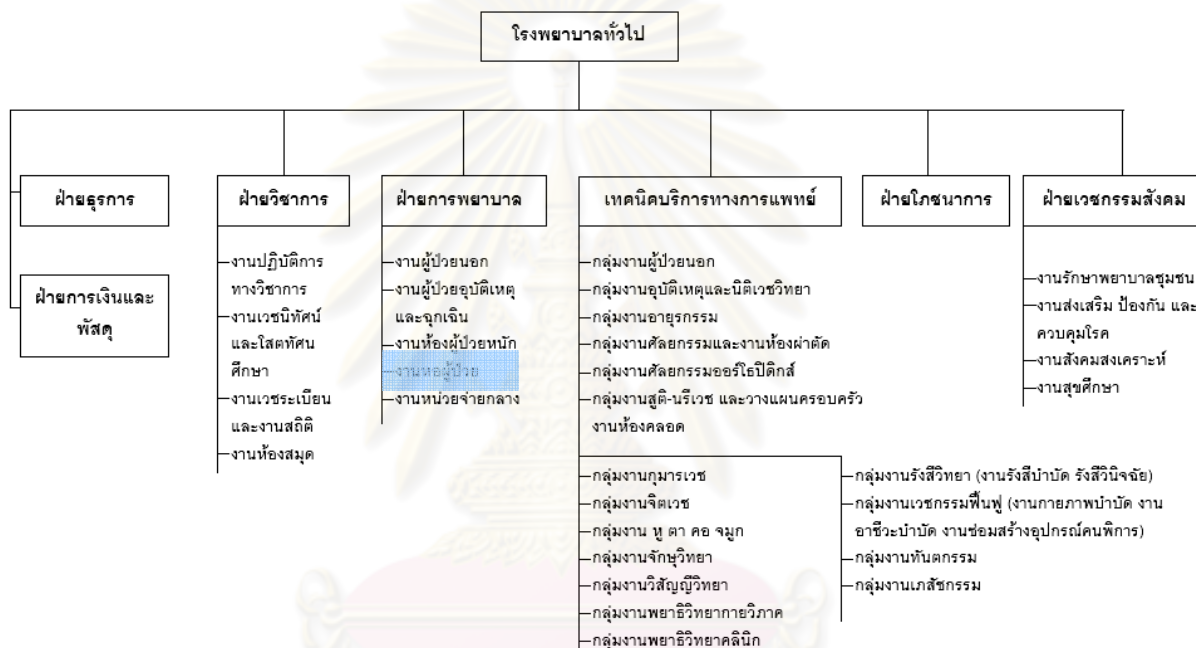 โรงพยาบาลทั่วไป
ฝ่ายธุรการ
ฝ่ายการเงินและ
พัสดุ
ฝ่ายวิชาการ
งานปฏิบัติการ
ทางวิชาการ
งานเวชนิทัศน์
และโสตทัศน
ศึกษา
งานเวชระเบียน
และงานสถิติ
งานห้องสมุด
ฝ่ายการพยาบาล
งานผู้ป่วยนอก
งานผู้ป่วยอุบัติเหตุ
และฉุกเฉิน
งานห้องผู้ป่วยหนัก
งานหอผู้ป่วย
งานหน่วยจ่ายกลาง
เทคนิคบริการทางการแพทย์
กลุ่มงานผู้ป่วยนอก
กลุ่มงานอุบัติเหตุและนิติเวชวิทยา
กลุ่มงานอายุรกรรม
กลุ่มงานศัลยกรรมและงานห้องผ่าตัด
กลุ่มงานศัลยกรรมออร์โธปิดิกส์
กลุ่มงานสูติ-นรีเวช และวางแผนครอบครัว
งานห้องคลอด
กลุ่มงานกุมารเวช
กลุ่มงานจิตเวช
กลุ่มงาน หู ตา คอ จมูก
กลุ่มงานจักษุวิทยา
กลุ่มงานวิสัญญีวิทยา
กลุ่มงานพยาธิวิทยากายวิภาค
กลุ่มงานพยาธิวิทยาคลินิก
กลุ่มงานรังสีวิทยา (งานรังสีบำบัด รังสีวินิจฉัย)
กลุ่มงานเวชกรรมฟื้นฟู (งานกายภาพบำบัด งาน
อาชีวะบำบัด งานซ่อมสร้างอุปกรณ์คนพิการ)
กลุ่มงานทันตกรรม
กลุ่มงานเภสัชกรรม
ฝ่ายโภชนาการ
ฝ่ายเวชกรรมสังคม
งานรักษาพยาบาลชุมชน
งานส่งเสริม ป้องกัน และ
ควบคุมโรค
งานสังคมสงเคราะห์
งานสุขศึกษา